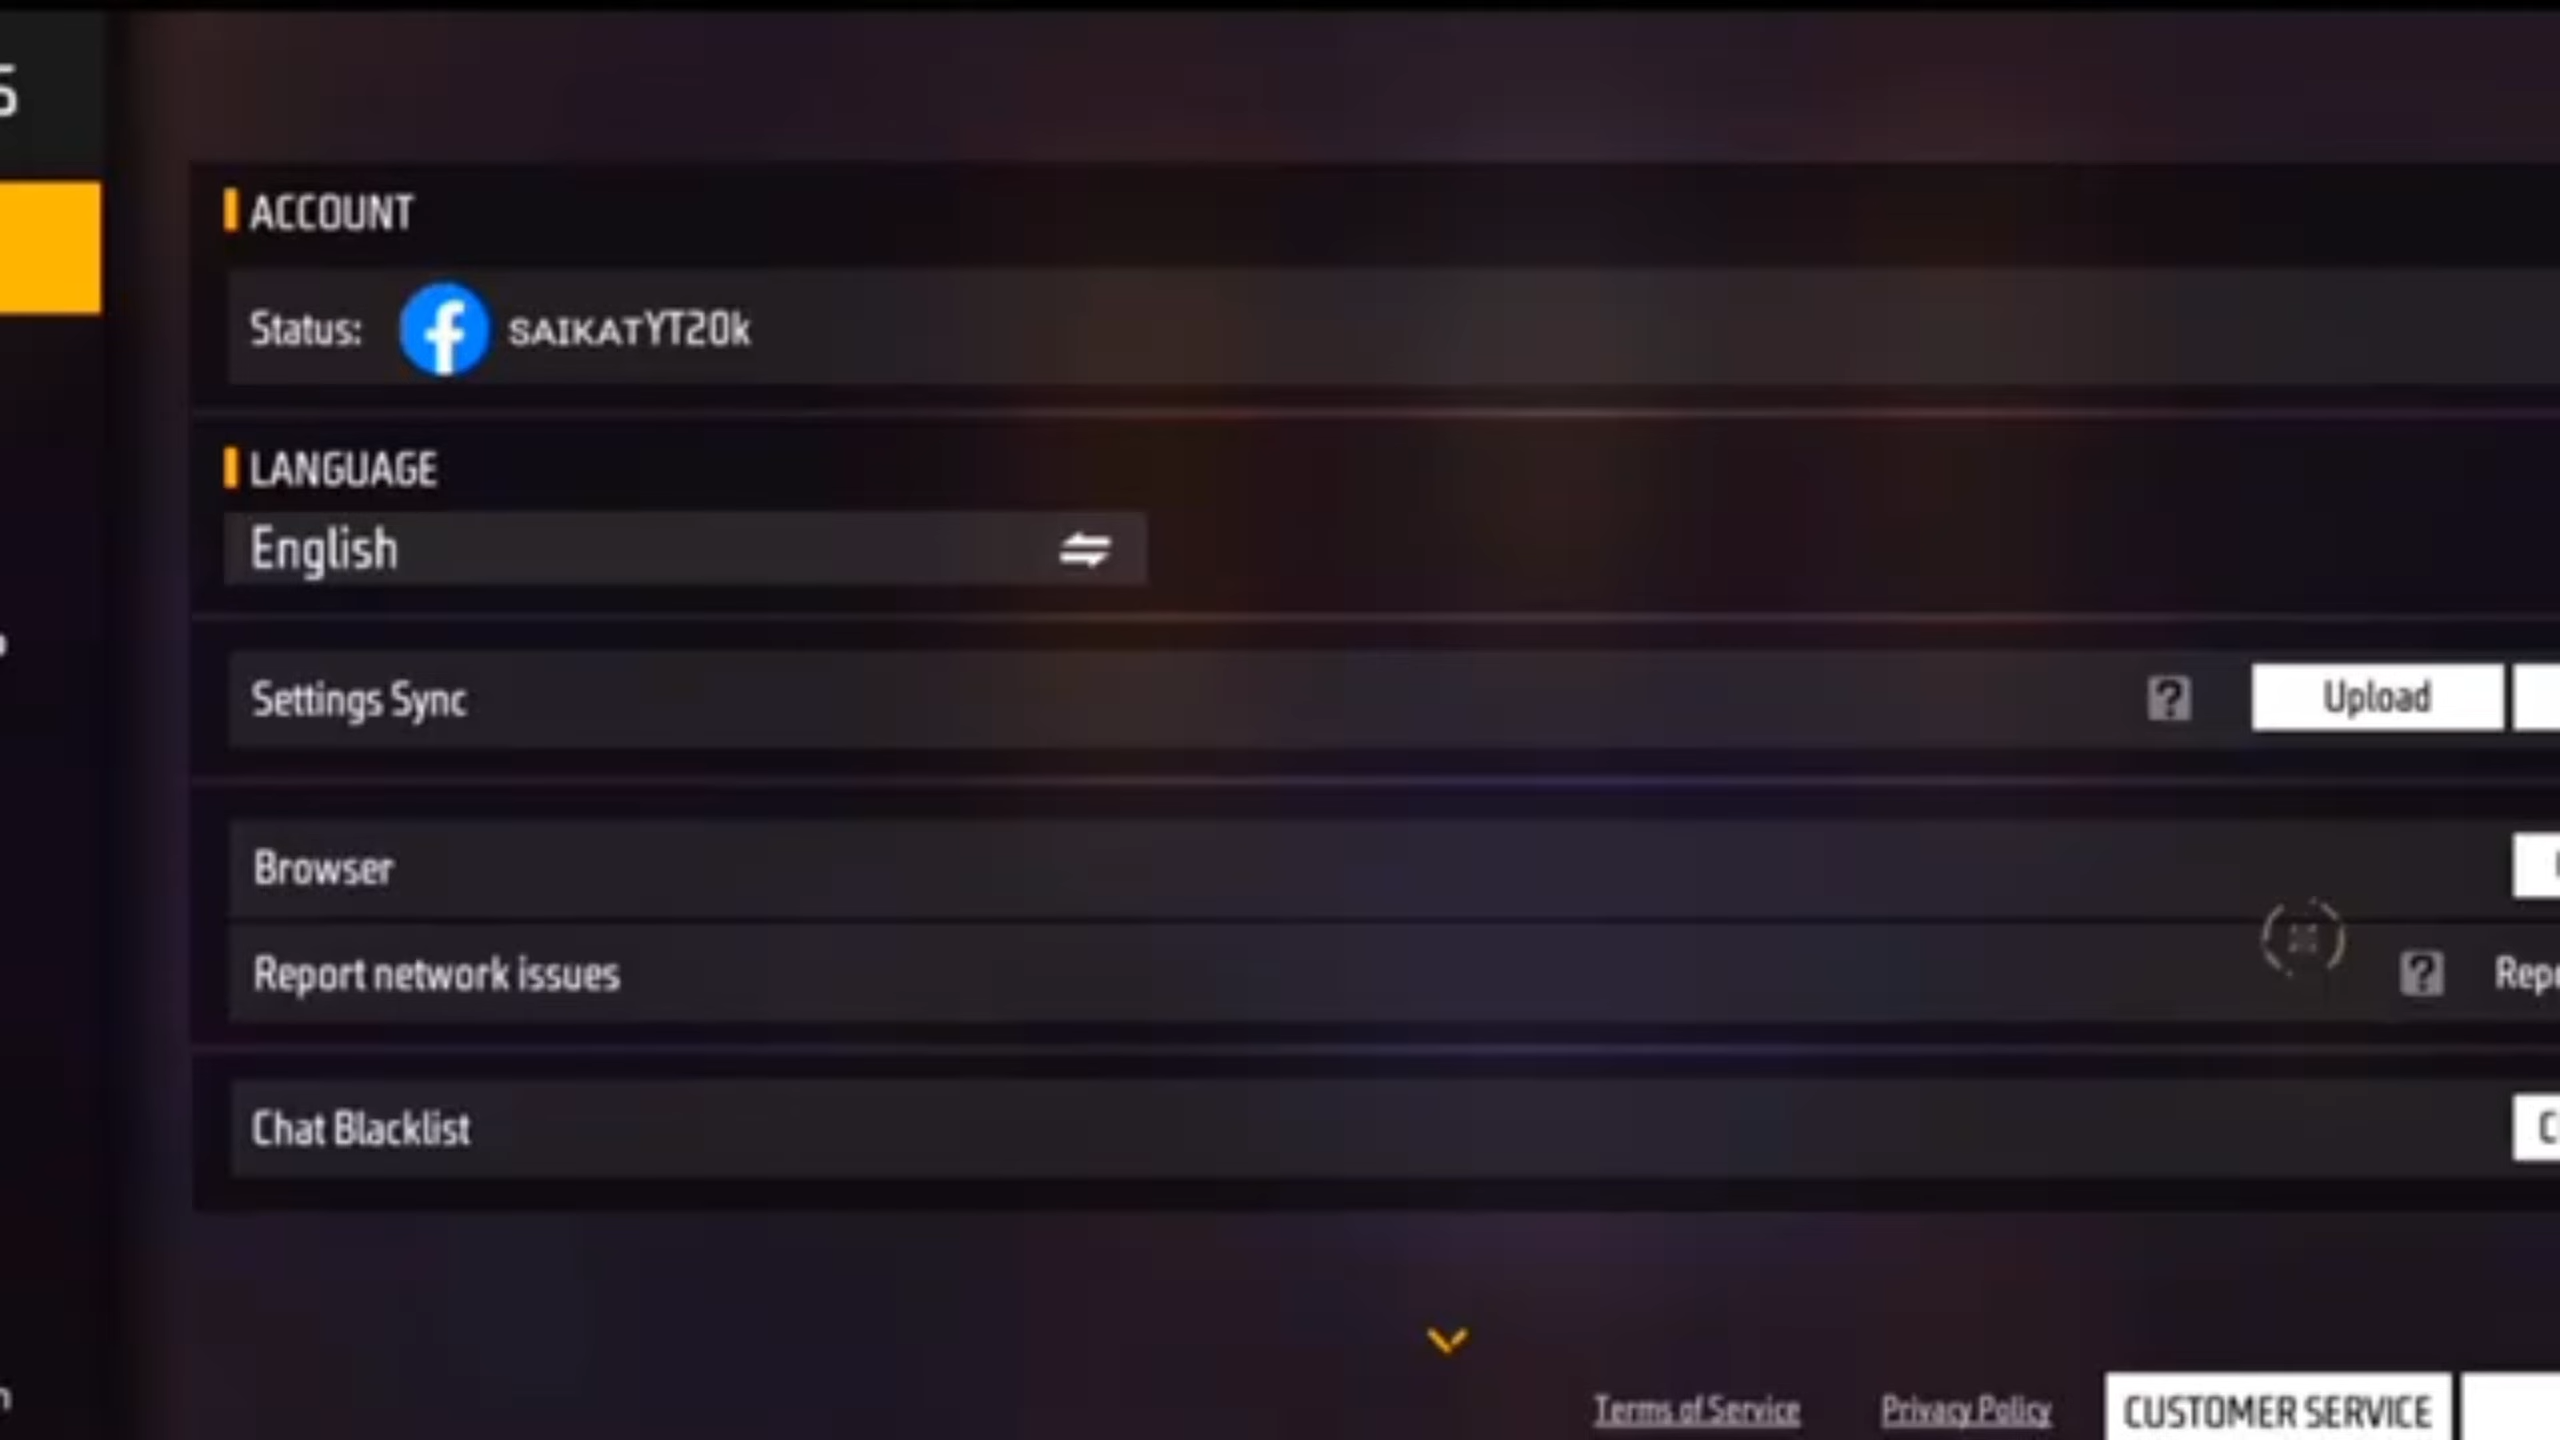 ACCOUNT
Status: SAIKATYT20k
LANGUAGE
English
Settings Sync
Upload
Browser
Report network issues
Chat Blacklist
Terms of Service Privacy Policy CUSTOMER SERVICE